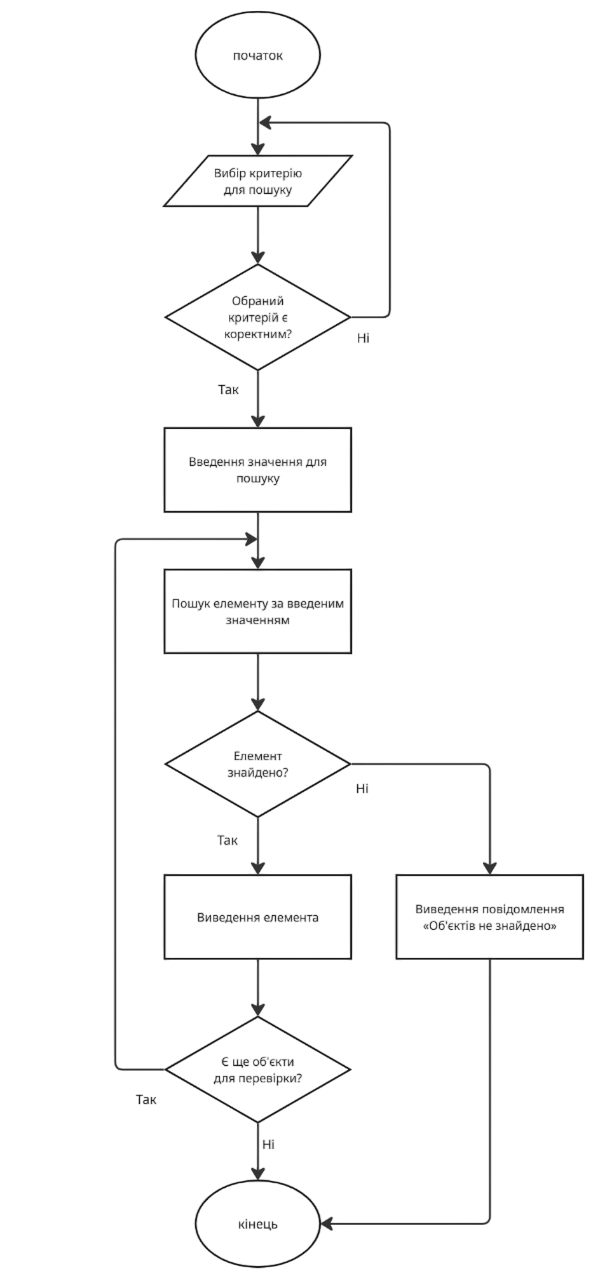 початок
Вибір критерію
для пошуку
Обраний
критерій є
коректним?
Ні
Так
Введення значення для
пошуку
Пошук елементу за введеним
значенням
Елемент
знайдено?
Ні
Так
Виведення елемента
Виведення повідомлення
«Об'єктів не знайдено»
Є ще об'єкти
для перевірки?
Так
Ні
кінець